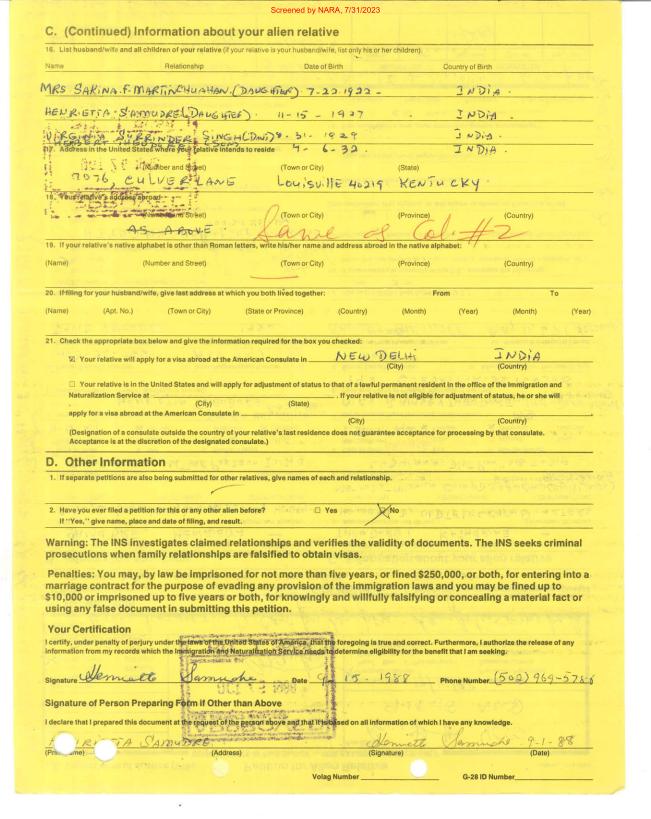 Screened by NARA, 7/31/2023
C. (Continued) Information about your alien relative
16. List husband/wife and all children of your relative (if your relative is your husband/wife, list only his or her children).
Name Relationship Date of Birth Country of Birth
MRS SAKINA.F.MARTIN CHUAHAN.(DAUGHTER) 7-22-1922- INDIA.
HENRIETTA SAMUDRE(DAUGHTER). 11-15-1927 INDIA.
VIRGINIA SURRINDER SINGH 8-31-1929 INDIA.
HERBERT THEODORE (SON) 4-6-32. INDIA.
17. Address in the United States where your relative intends to reside
(Number and Street) (Town or City) (State)
7076, CULVER LANE LOUISVILLE 40219 KENTUCKY
18. Your relative's address abroad
(Number and Street) (Town or City) (Province) (Country)
AS ABOVE Same as Col. #2
19. If your relative's native alphabet is other than Roman letters, write his/her name and address abroad in the native alphabet:
(Name) (Number and Street) (Town or City) (Province) (Country)
20. If filing for your husband/wife, give last address at which you both lived together: From To
(Name) (Apt. No.) (Town or City) (State or Province) (Country) (Month) (Year) (Month) (Year)
21. Check the appropriate box below and give the information required for the box you checked:
☒ Your relative will apply for a visa abroad at the American Consulate in NEW DELHI INDIA
(City) (Country)
☐ Your relative is in the United States and will apply for adjustment of status to that of a lawful permanent resident in the office of the Immigration and
Naturalization Service at . If your relative is not eligible for adjustment of status, he or she will
(City) (State)
apply for a visa abroad at the American Consulate in .
(City) (Country)
(Designation of a consulate outside the country of your relative's last residence does not guarantee acceptance for processing by that consulate.
Acceptance is at the discretion of the designated consulate.)
D. Other Information
1. If separate petitions are also being submitted for other relatives, give names of each and relationship.
2. Have you ever filed a petition for this or any other alien before? ☐ Yes ☒ No
If "Yes," give name, place and date of filing, and result.
Warning: The INS investigates claimed relationships and verifies the validity of documents. The INS seeks criminal
prosecutions when family relationships are falsified to obtain visas.
Penalties: You may, by law be imprisoned for not more than five years, or fined $250,000, or both, for entering into a
marriage contract for the purpose of evading any provision of the immigration laws and you may be fined up to
$10,000 or imprisoned up to five years or both, for knowingly and willfully falsifying or concealing a material fact or
using any false document in submitting this petition.
Your Certification
I certify, under penalty of perjury under the laws of the United States of America, that the foregoing is true and correct. Furthermore, I authorize the release of any
information from my records which the Immigration and Naturalization Service needs to determine eligibility for the benefit that I am seeking.
Signature Henriette Samudre Date 9-15-1988 Phone Number (502) 969-5788
Signature of Person Preparing Form if Other than Above
I declare that I prepared this document at the request of the person above and that it is based on all information of which I have any knowledge.
HENRIETTA SAMUDRE Henriette Samudre 9-1-88
(Print Name) (Address) (Signature) (Date)
Volag Number G-28 ID Number